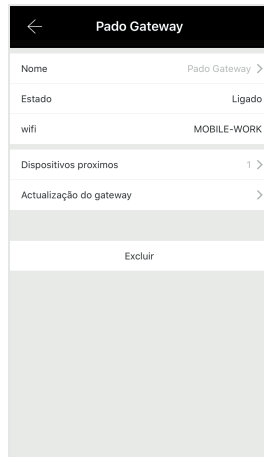 Pado Gateway
Nome Pado Gateway
Estado Ligado
wifi MOBILE-WORK
Dispositivos proximos 1
Actualização do gateway
Excluir